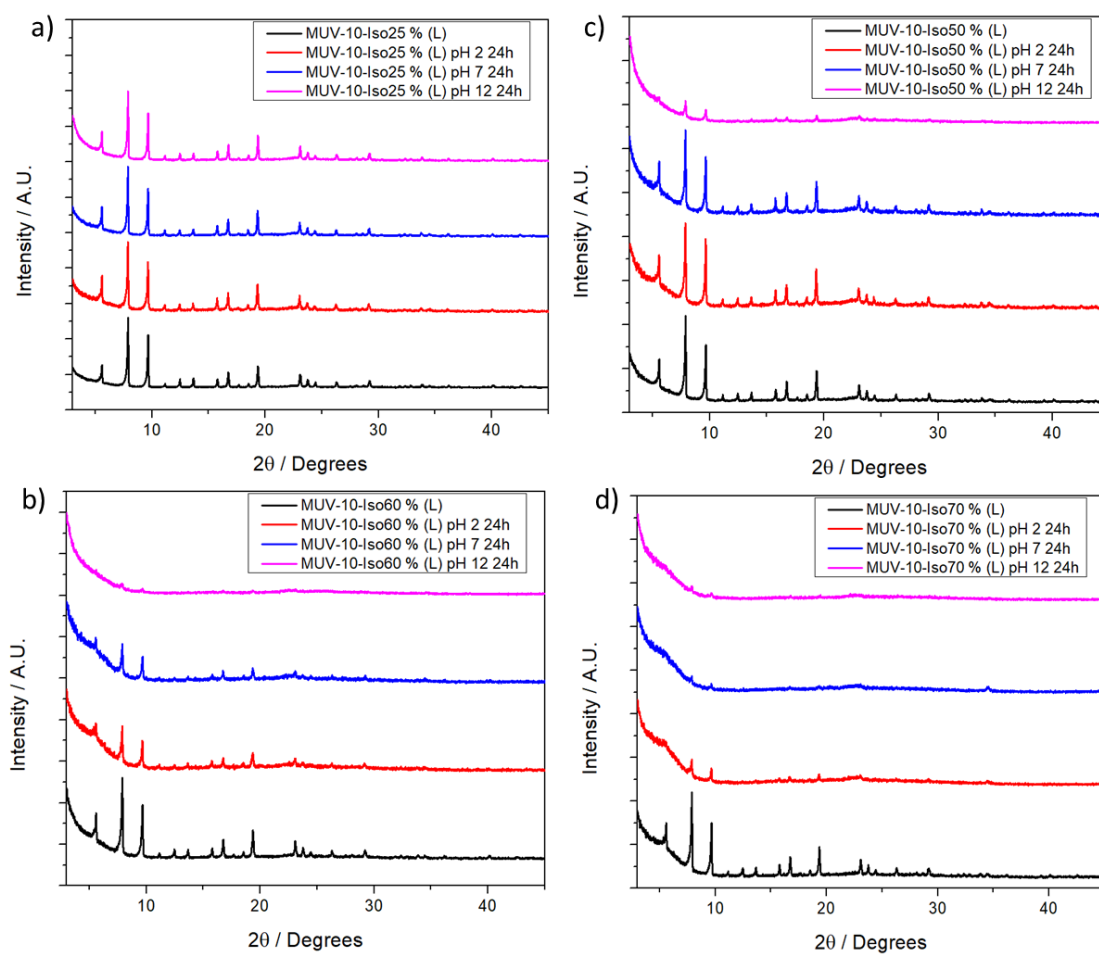 a)
MUV-10-Iso25 % (L)
MUV-10-Iso25 % (L) pH 2 24h
MUV-10-Iso25 % (L) pH 7 24h
MUV-10-Iso25 % (L) pH 12 24h
Intensity / A.U.
10 20 30 40
2θ / Degrees
c)
MUV-10-Iso50 % (L)
MUV-10-Iso50 % (L) pH 2 24h
MUV-10-Iso50 % (L) pH 7 24h
MUV-10-Iso50 % (L) pH 12 24h
Intensity / A.U.
10 20 30 40
2θ / Degrees
b)
MUV-10-Iso60 % (L)
MUV-10-Iso60 % (L) pH 2 24h
MUV-10-Iso60 % (L) pH 7 24h
MUV-10-Iso60 % (L) pH 12 24h
Intensity / A.U.
10 20 30 40
2θ / Degrees
d)
MUV-10-Iso70 % (L)
MUV-10-Iso70 % (L) pH 2 24h
MUV-10-Iso70 % (L) pH 7 24h
MUV-10-Iso70 % (L) pH 12 24h
Intensity / A.U.
10 20 30 40
2θ / Degrees